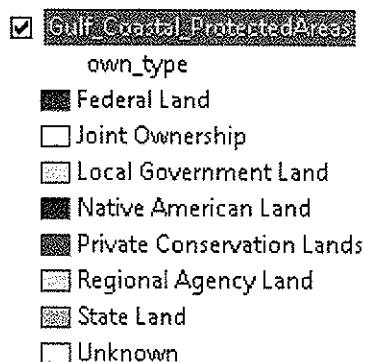 Gulf_Coastal_ProtectedAreas
own_type
Federal Land
Joint Ownership
Local Government Land
Native American Land
Private Conservation Lands
Regional Agency Land
State Land
Unknown